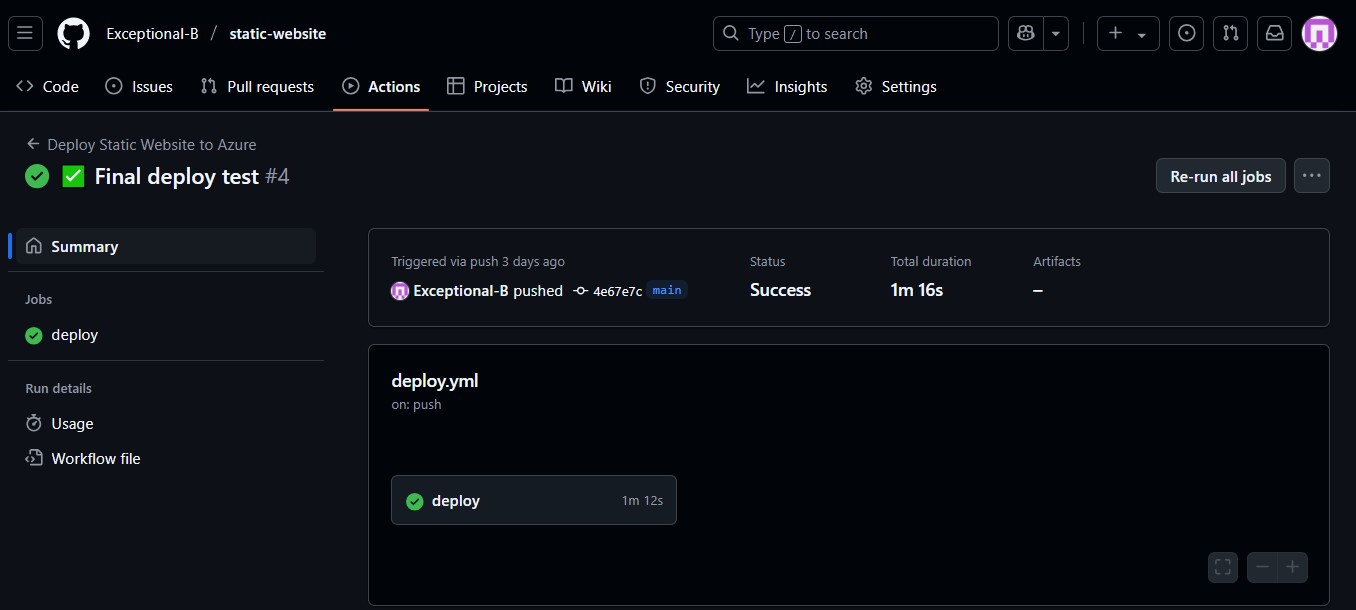 Exceptional-B / static-website
Type / to search
Code Issues Pull requests Actions Projects Wiki Security Insights Settings
← Deploy Static Website to Azure
✅ Final deploy test #4
Re-run all jobs
Summary
Jobs
deploy
Run details
Usage
Workflow file
Triggered via push 3 days ago
Exceptional-B pushed 4e67e7c main
Status
Success
Total duration
1m 16s
Artifacts
–
deploy.yml
on: push
deploy 1m 12s